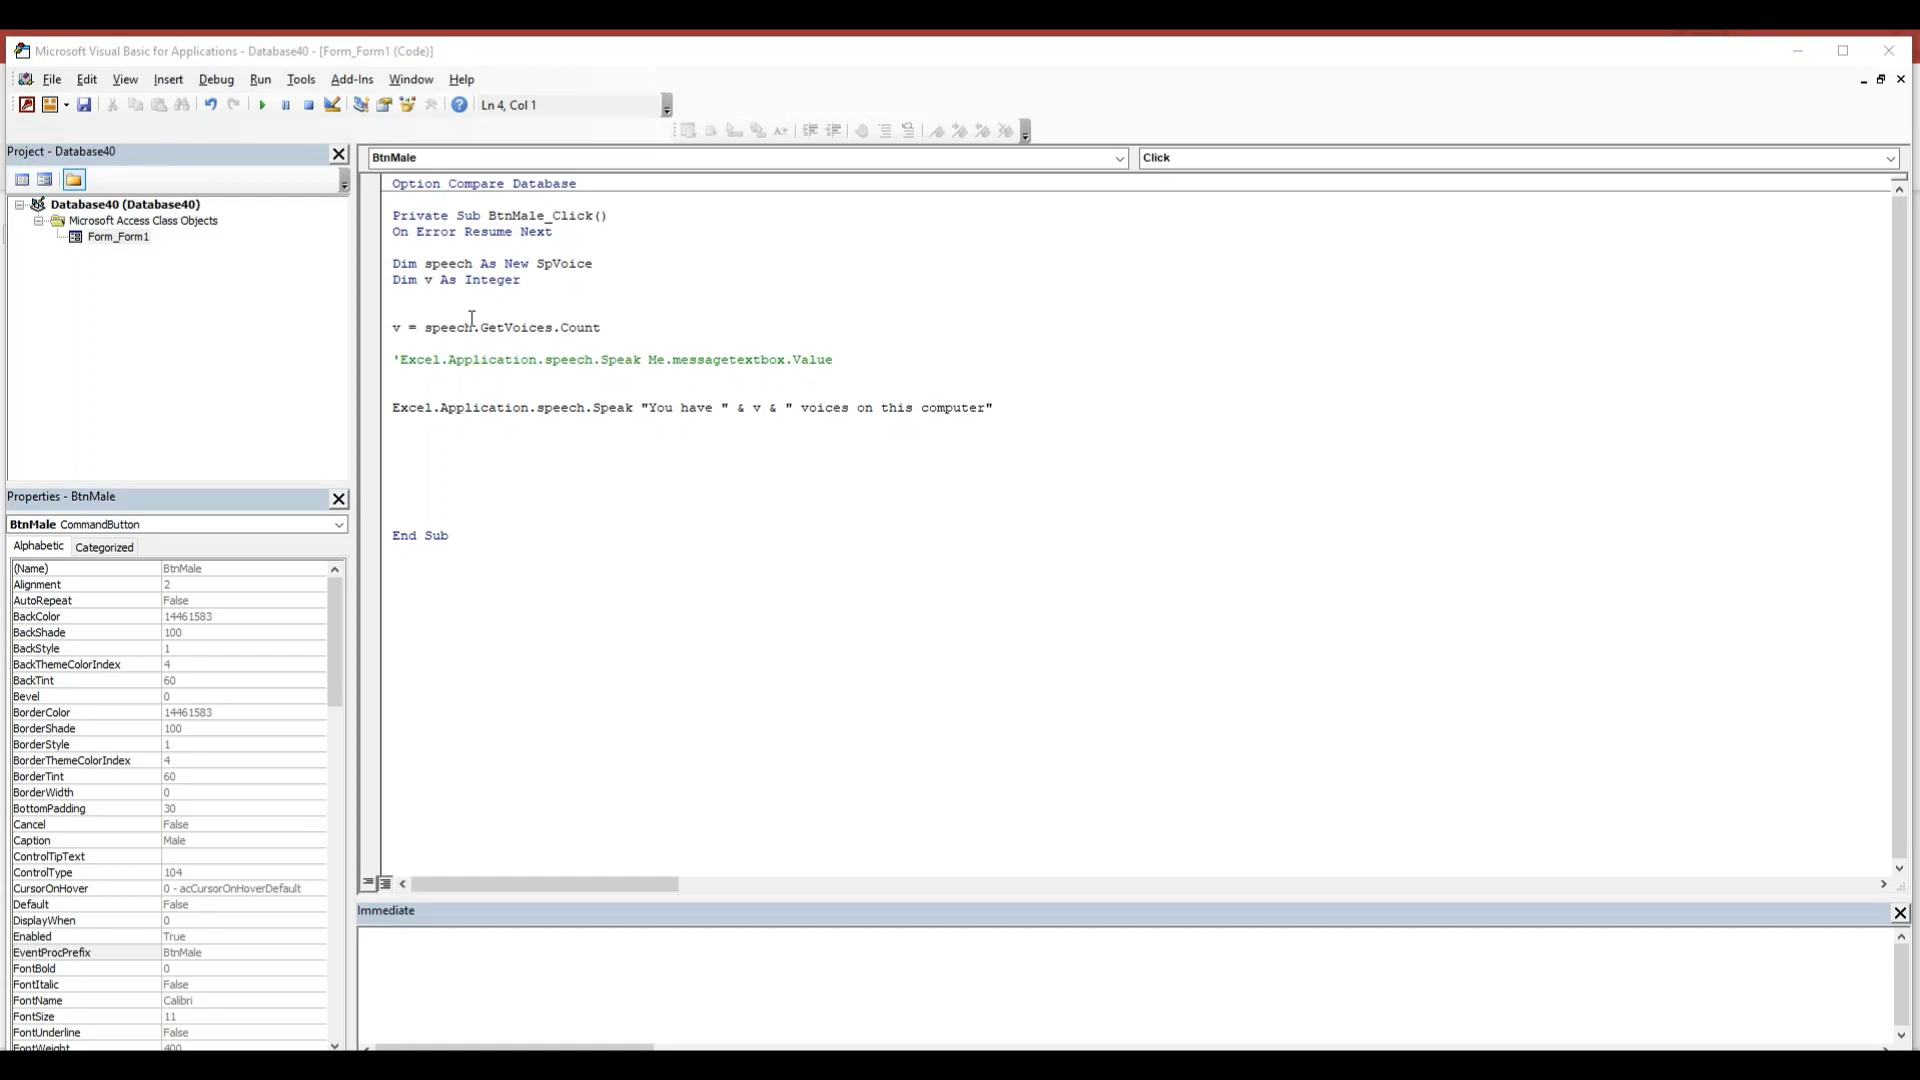 Microsoft Visual Basic for Applications - Database40 - [Form_Form1 (Code)]
File Edit View Insert Debug Run Tools Add-Ins Window Help
Ln 4, Col 1
Project - Database40
Database40 (Database40)
Microsoft Access Class Objects
Form_Form1
Properties - BtnMale
BtnMale CommandButton
Alphabetic Categorized
(Name) BtnMale
Alignment 2
AutoRepeat False
BackColor 14461583
BackShade 100
BackStyle 1
BackThemeColorIndex 4
BackTint 60
Bevel 0
BorderColor 14461583
BorderShade 100
BorderStyle 1
BorderThemeColorIndex 4
BorderTint 60
BorderWidth 0
BottomPadding 30
Cancel False
Caption Male
ControlTipText
ControlType 104
CursorOnHover 0 - acCursorOnHoverDefault
Default False
DisplayWhen 0
Enabled True
EventProcPrefix BtnMale
FontBold 0
FontItalic False
FontName Calibri
FontSize 11
FontUnderline False
FontWeight 400
BtnMale Click
Option Compare Database
Private Sub BtnMale_Click()
On Error Resume Next
Dim speech As New SpVoice
Dim v As Integer
v = speech.GetVoices.Count
'Excel.Application.speech.Speak Me.messagetextbox.Value
Excel.Application.speech.Speak "You have " & v & " voices on this computer"
End Sub
Immediate